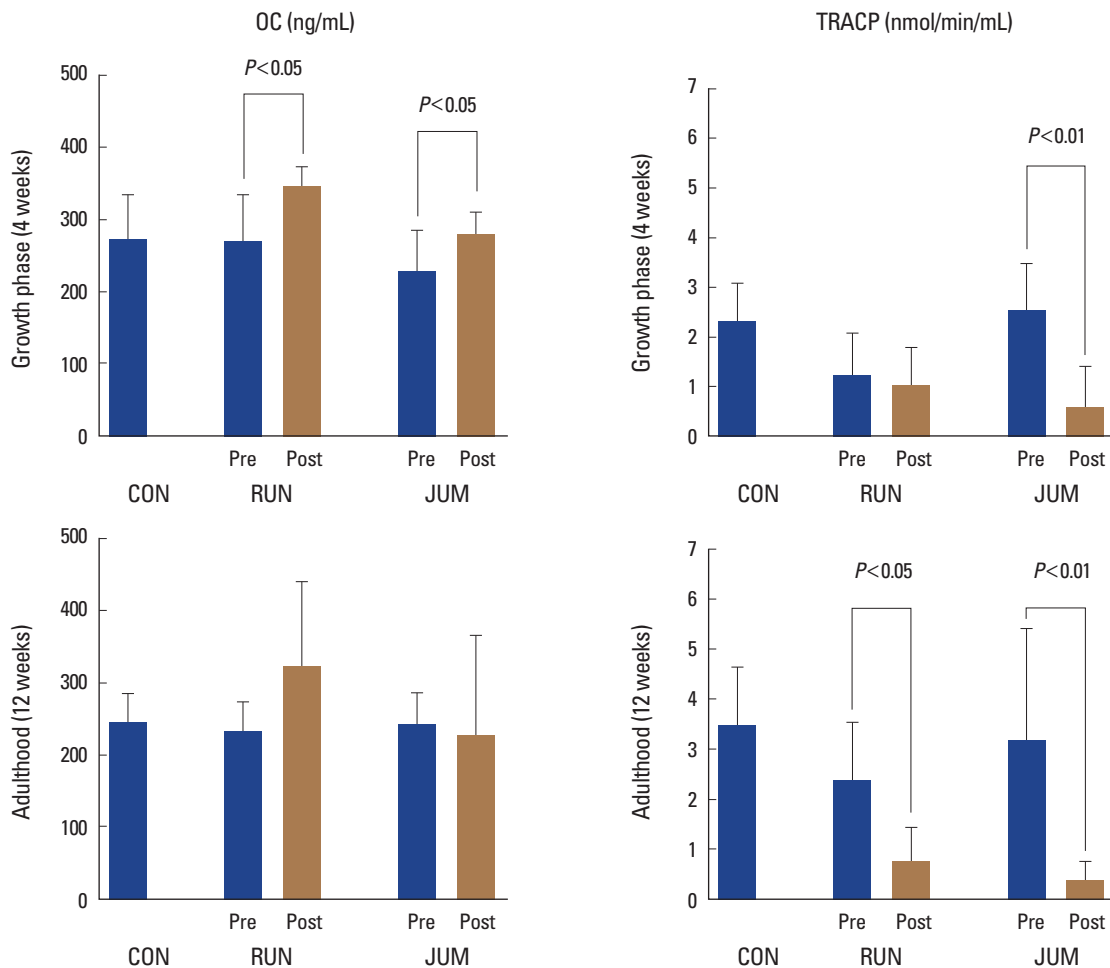 OC (ng/mL)
Growth phase (4 weeks)
500
400
300
200
100
0
P<0.05
P<0.05
Pre Post Pre Post
CON RUN JUM
TRACP (nmol/min/mL)
Growth phase (4 weeks)
7
6
5
4
3
2
1
0
P<0.01
Pre Post Pre Post
CON RUN JUM
Adulthood (12 weeks)
500
400
300
200
100
0
Pre Post Pre Post
CON RUN JUM
Adulthood (12 weeks)
7
6
5
4
3
2
1
0
P<0.05
P<0.01
Pre Post Pre Post
CON RUN JUM